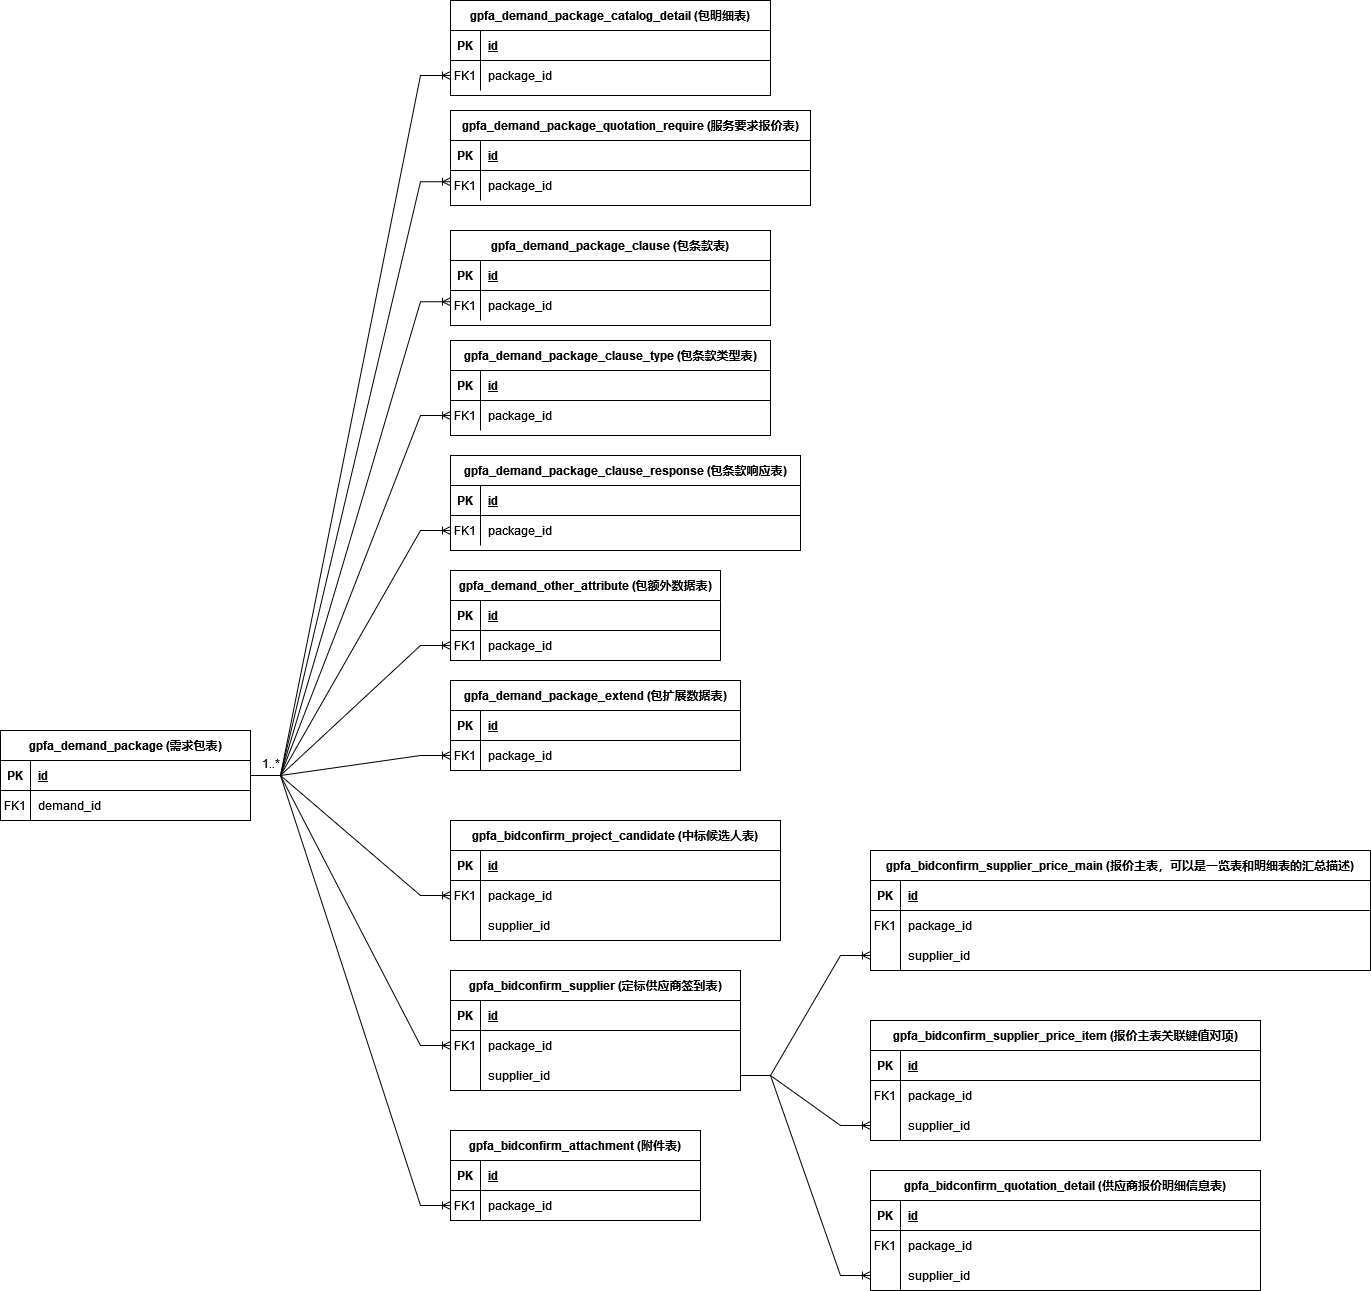 gpfa_demand_package_catalog_detail (包明细表)
PK id
FK1 package_id
gpfa_demand_package_quotation_require (服务要求报价表)
PK id
FK1 package_id
gpfa_demand_package_clause (包条款表)
PK id
FK1 package_id
gpfa_demand_package_clause_type (包条款类型表)
PK id
FK1 package_id
gpfa_demand_package_clause_response (包条款响应表)
PK id
FK1 package_id
gpfa_demand_other_attribute (包额外数据表)
PK id
FK1 package_id
gpfa_demand_package_extend (包扩展数据表)
PK id
FK1 package_id
gpfa_demand_package (需求包表)
PK id
FK1 demand_id
1..*
gpfa_bidconfirm_project_candidate (中标候选人表)
PK id
FK1 package_id
supplier_id
gpfa_bidconfirm_supplier (定标供应商签到表)
PK id
FK1 package_id
supplier_id
gpfa_bidconfirm_attachment (附件表)
PK id
FK1 package_id
gpfa_bidconfirm_supplier_price_main (报价主表，可以是一览表和明细表的汇总描述)
PK id
FK1 package_id
supplier_id
gpfa_bidconfirm_supplier_price_item (报价主表关联键值对项)
PK id
FK1 package_id
supplier_id
gpfa_bidconfirm_quotation_detail (供应商报价明细信息表)
PK id
FK1 package_id
supplier_id